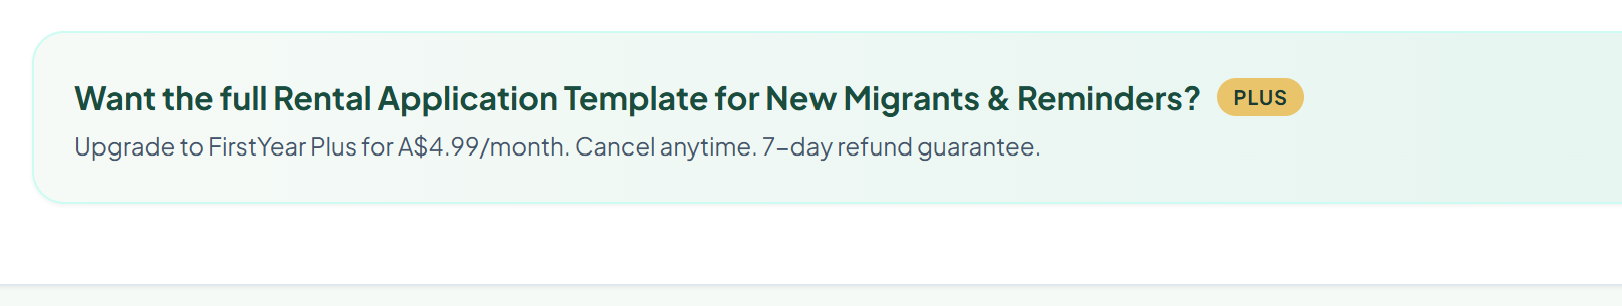 Want the full Rental Application Template for New Migrants & Reminders? PLUS
Upgrade to FirstYear Plus for A$4.99/month. Cancel anytime. 7-day refund guarantee.